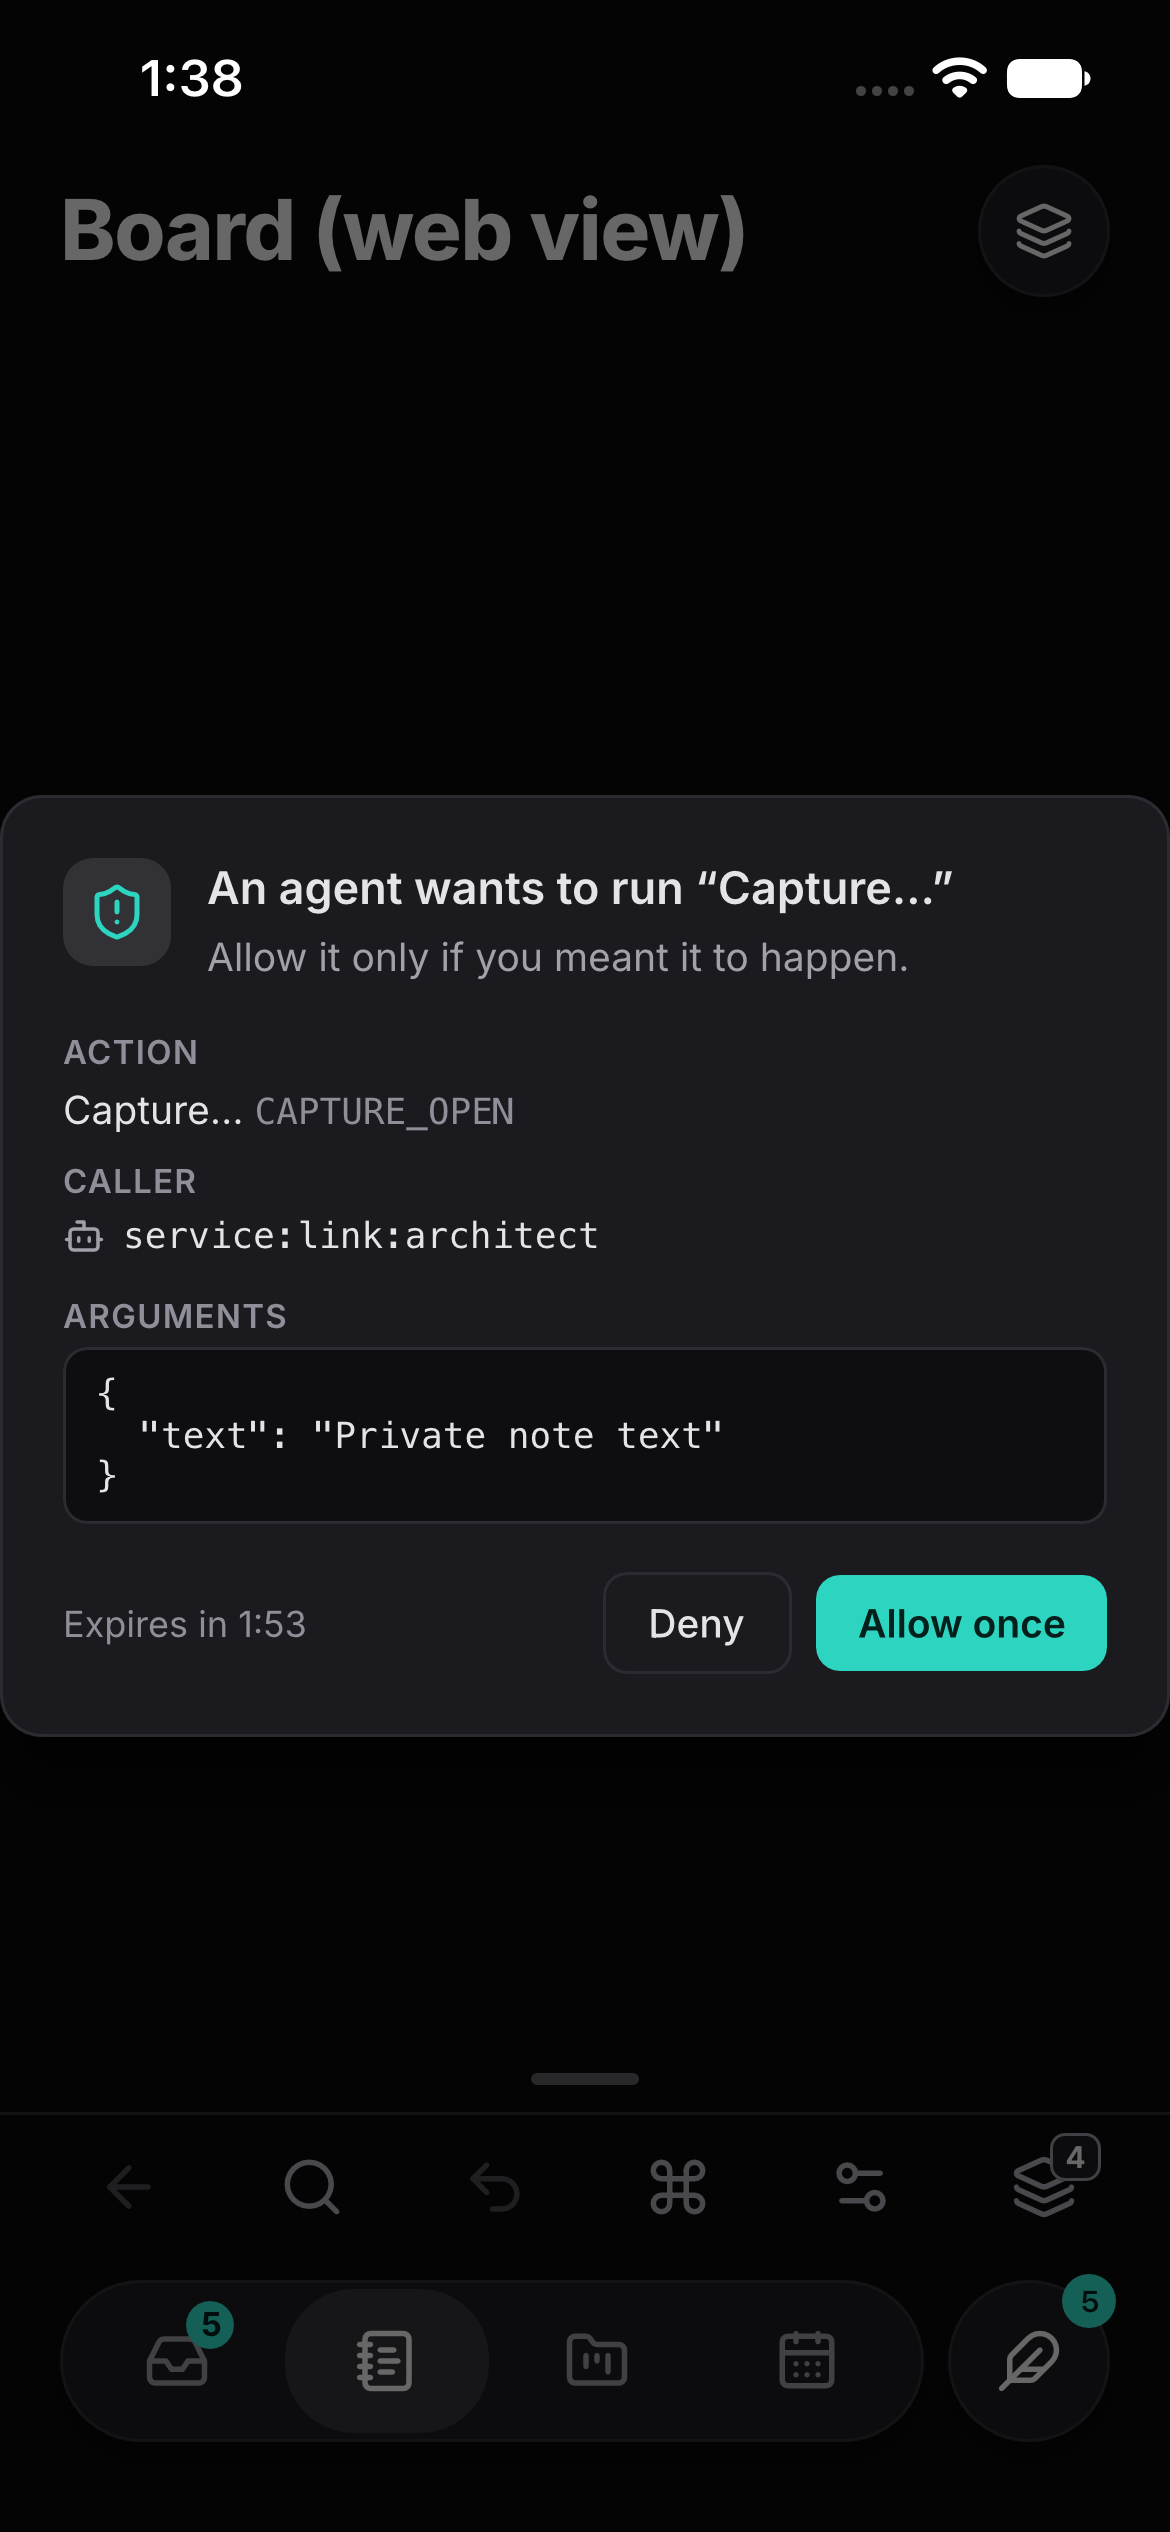 1:38
Board (web view)
An agent wants to run “Capture...”
Allow it only if you meant it to happen.
ACTION
Capture... CAPTURE_OPEN
CALLER
service:link:architect
ARGUMENTS
{
"text": "Private note text"
}
Expires in 1:53
Deny
Allow once
4
5
5